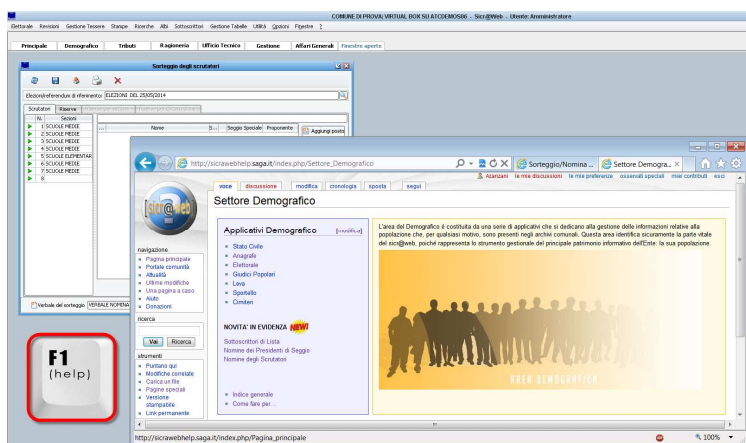 COMUNE DI PROVA| VIRTUAL BOX SU ATCDEMOS06 - Sicr@Web - Utente: Amministratore
Elettorale Revisioni Gestione Tessere Stampe Ricerche Albi Sottoscrittori Gestione Tabelle Utilità Opzioni Finestre ?
Principale Demografico Tributi Ragioneria Ufficio Tecnico Gestione Affari Generali Finestre aperte
Sorteggio degli scrutatori
Elezioni/referendum di riferimento: ELEZIONI DEL 25/05/2014
Scrutatori Riserve
N. Sezioni
... Nome S... Seggio Speciale Proponente
Aggiungi posto
1 SCUOLE MEDIE
2 SCUOLE MEDIE
3 SCUOLE MEDIE
4 SCUOLE MEDIE
5 SCUOLE ELEMENTAR
6 SCUOLE MEDIE
7 SCUOLE MEDIE
8
Verbale del sorteggio VERBALE NOMINA
http://sicrawebhelp.saga.it/index.php/Settore_Demografico
Sorteggio/Nomina ...
Settore Demogra...
le mie discussioni le mie preferenze osservati speciali miei contributi esci
voce discussione modifica cronologia sposta segui
sicr@web
Settore Demografico
Applicativi Demografico [modifica]
Stato Civile
Anagrafe
Elettorale
Giudici Popolari
Leva
Sportello
Cimiteri
NOVITA' IN EVIDENZA NEW!
Sottoscrittori di Lista
Nomine dei Presidenti di Seggio
Nomine degli Scrutatori
Indice generale
Come fare per...
L'area del Demografico è costituita da una serie di applicativi che si dedicano alla gestione delle informazioni relative alla
popolazione che, per qualsiasi motivo, sono presenti negli archivi comunali. Questa area identifica sicuramente la parte vitale
del sicr@web, poiché rappresenta lo strumento gestionale del principale patrimonio informativo dell'Ente: la sua popolazione.
AREA DEMOGRAFICA
navigazione
Pagina principale
Portale comunità
Attualità
Ultime modifiche
Una pagina a caso
Aiuto
Donazioni
ricerca
Vai Ricerca
strumenti
Puntano qui
Modifiche correlate
Carica un file
Pagine speciali
Versione
stampabile
Link permanente
F1
(help)
http://sicrawebhelp.saga.it/index.php/Pagina_principale
100%